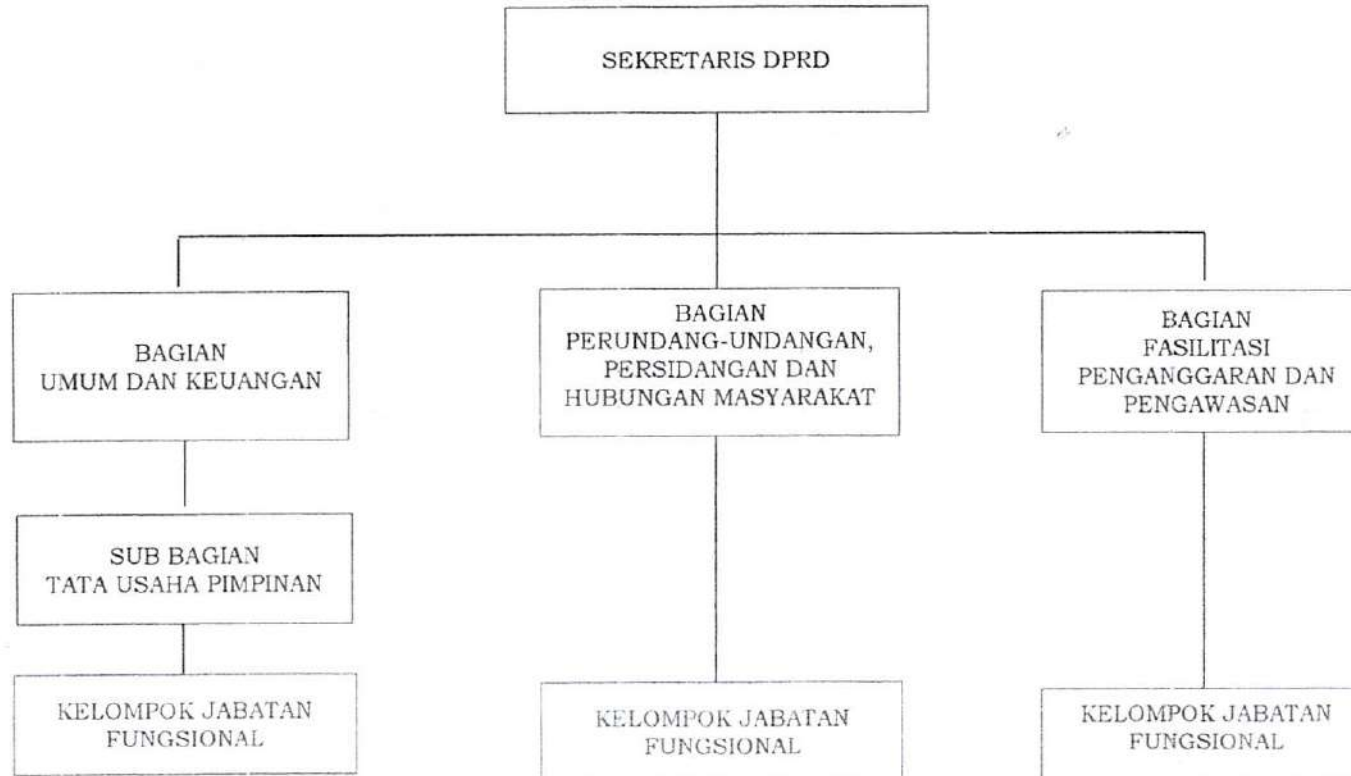 SEKRETARIS DPRD
BAGIAN
UMUM DAN KEUANGAN
BAGIAN
PERUNDANG-UNDANGAN,
PERSIDANGAN DAN
HUBUNGAN MASYARAKAT
BAGIAN
FASILITASI
PENGANGGARAN DAN
PENGAWASAN
SUB BAGIAN
TATA USAHA PIMPINAN
KELOMPOK JABATAN
FUNGSIONAL
KELOMPOK JABATAN
FUNGSIONAL
KELOMPOK JABATAN
FUNGSIONAL